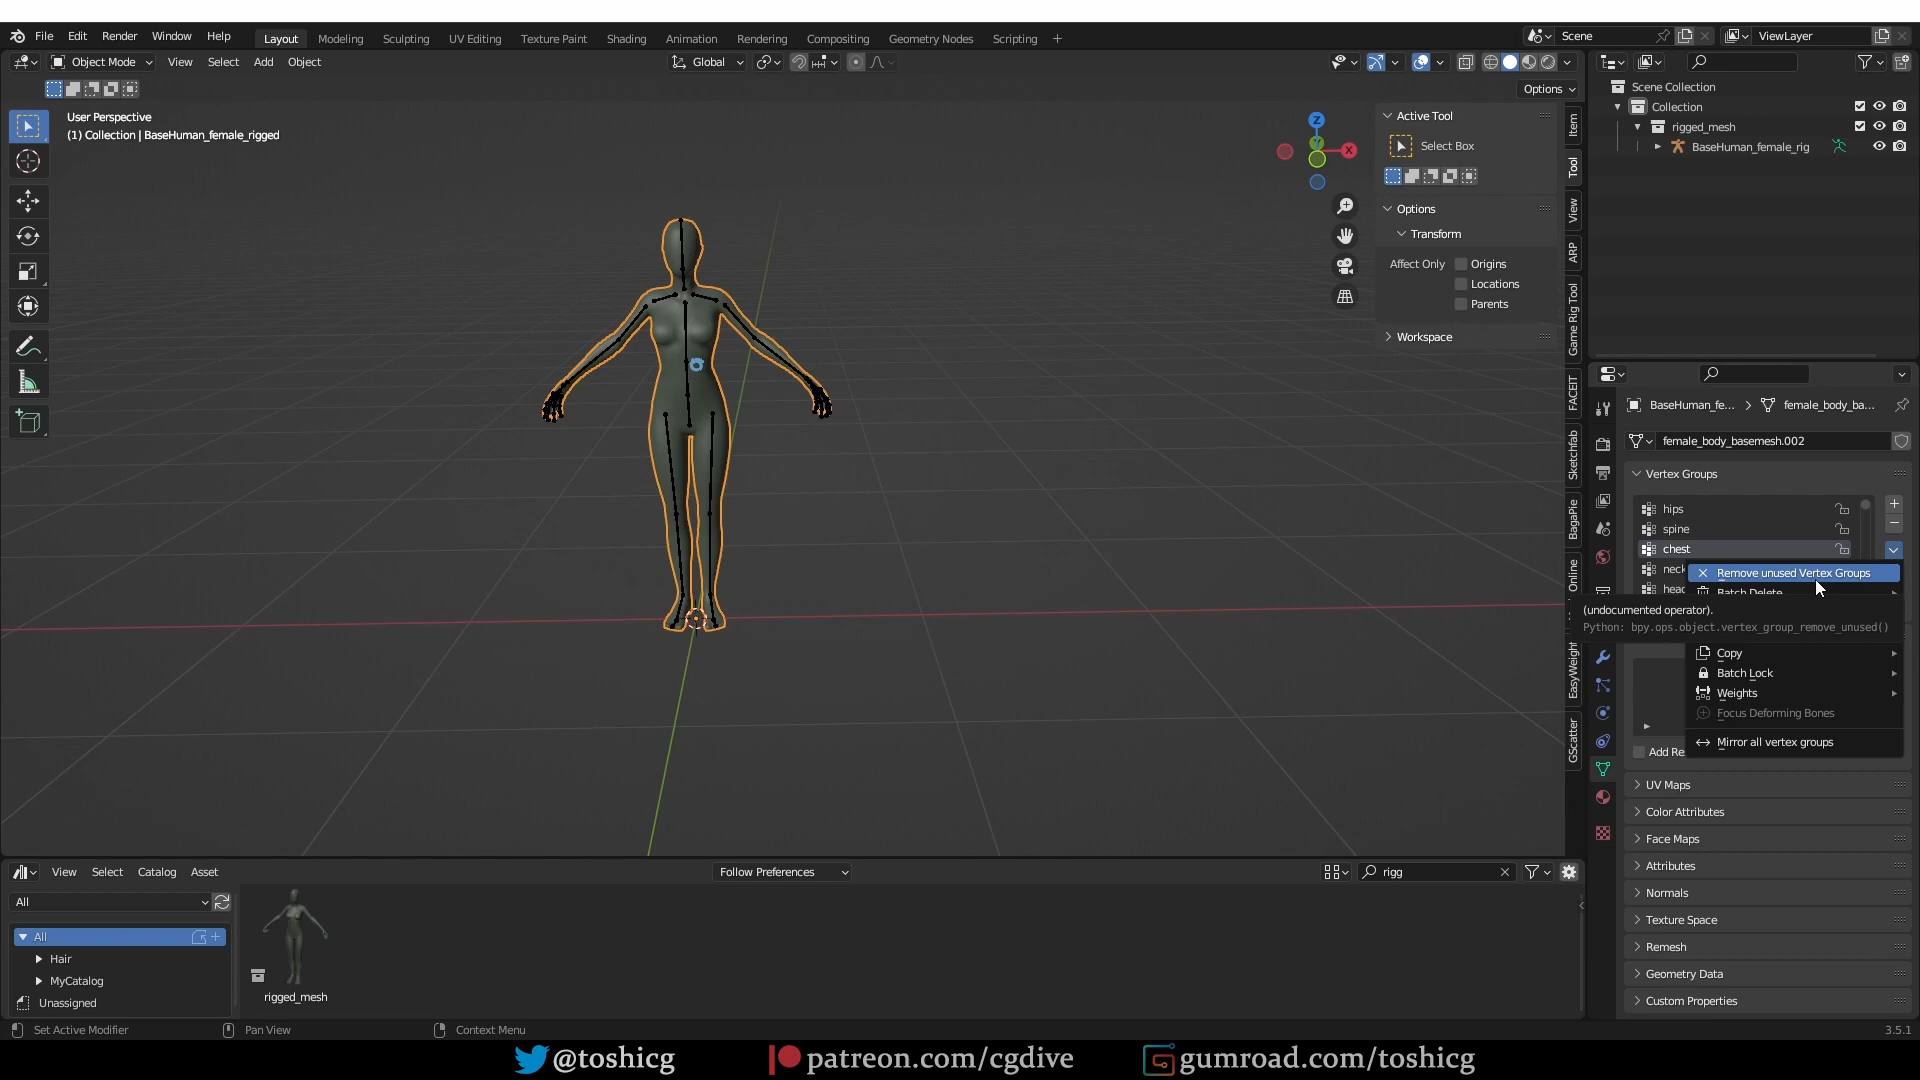 File Edit Render Window Help Layout Modeling Sculpting UV Editing Texture Paint Shading Animation Rendering Compositing Geometry Nodes Scripting + Scene ViewLayer
Object Mode View Select Add Object Global
Options
User Perspective
(1) Collection | BaseHuman_female_rigged
Z
Y
X
Active Tool
Select Box
Options
Transform
Affect Only Origins
Locations
Parents
Workspace
Item
Tool
View
ARP
Game Rig Tool
FACEIT
Sketchfab
BagaPie
Online
EasyWeight
GScatter
Scene Collection
Collection
rigged_mesh
BaseHuman_female_rig
BaseHuman_fe... > female_body_ba...
female_body_basemesh.002
Vertex Groups
hips
spine
chest
neck
Remove unused Vertex Groups
head
Batch Delete
(undocumented operator).
Python: bpy.ops.object.vertex_group_remove_unused()
Copy
Batch Lock
Weights
Focus Deforming Bones
Mirror all vertex groups
Add Re
UV Maps
Color Attributes
Face Maps
Attributes
Normals
Texture Space
Remesh
Geometry Data
Custom Properties
View Select Catalog Asset Follow Preferences rigg
All
All
Hair
MyCatalog
Unassigned
rigged_mesh
Set Active Modifier Pan View Context Menu 3.5.1
@toshicg patreon.com/cgdive gumroad.com/toshicg